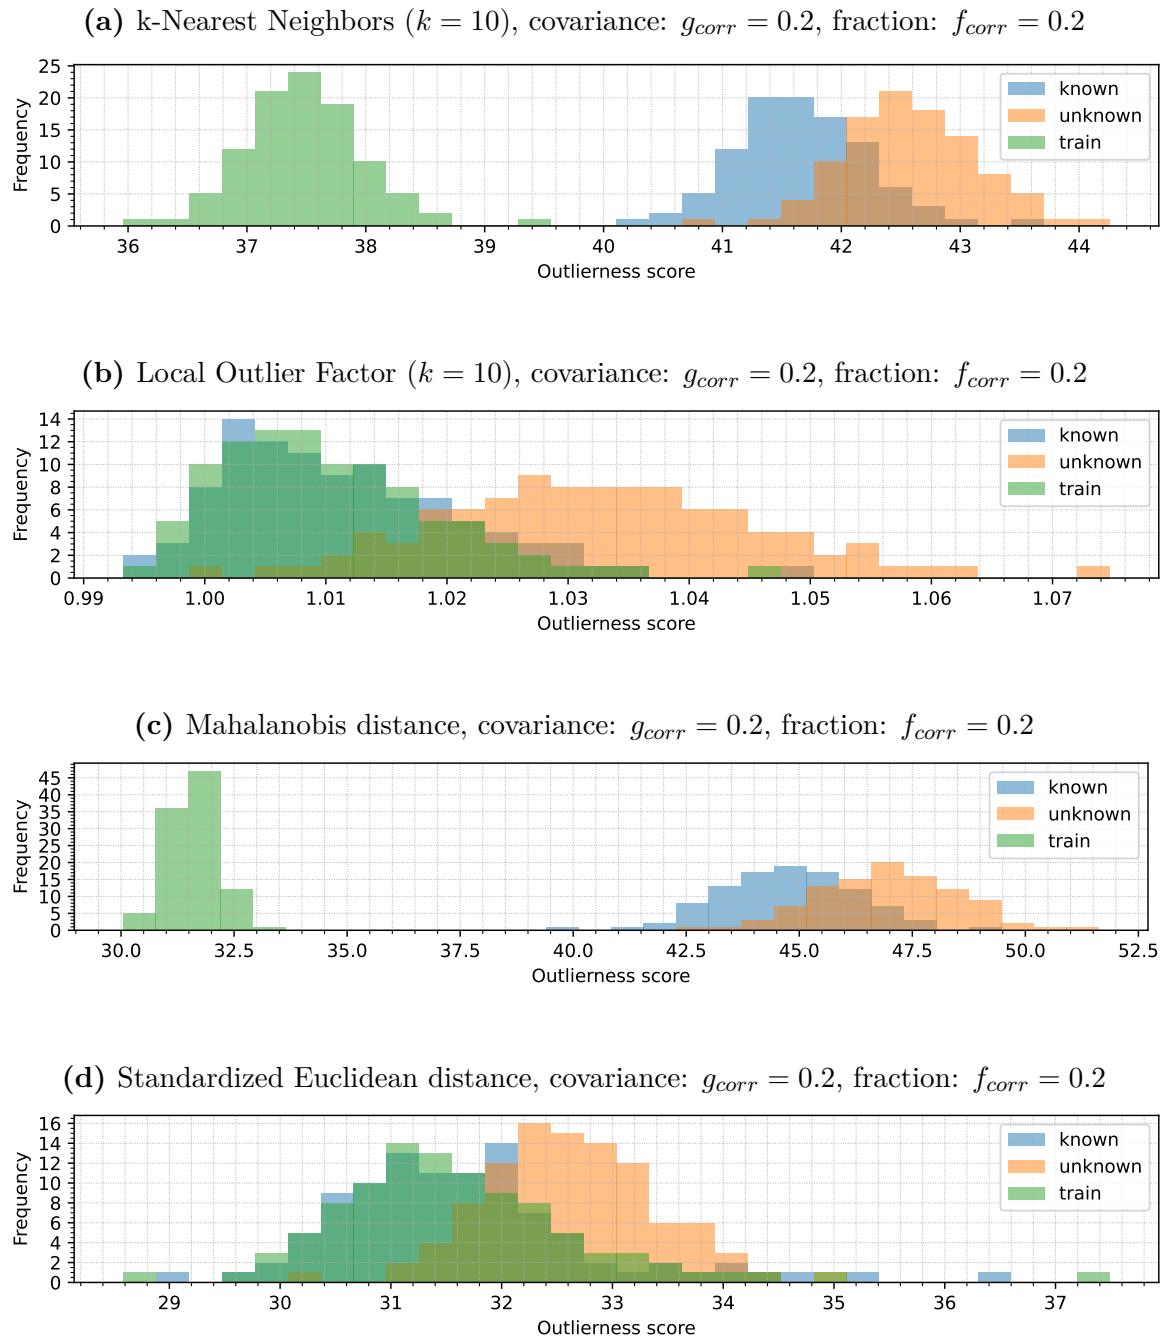 (a) k-Nearest Neighbors (k = 10), covariance: g_corr = 0.2, fraction: f_corr = 0.2
25
20
15
10
5
0
Frequency
known
unknown
train
36 37 38 39 40 41 42 43 44
Outlierness score
(b) Local Outlier Factor (k = 10), covariance: g_corr = 0.2, fraction: f_corr = 0.2
14
12
10
8
6
4
2
0
Frequency
known
unknown
train
0.99 1.00 1.01 1.02 1.03 1.04 1.05 1.06 1.07
Outlierness score
(c) Mahalanobis distance, covariance: g_corr = 0.2, fraction: f_corr = 0.2
45
40
35
30
25
20
15
10
5
0
Frequency
known
unknown
train
30.0 32.5 35.0 37.5 40.0 42.5 45.0 47.5 50.0 52.5
Outlierness score
(d) Standardized Euclidean distance, covariance: g_corr = 0.2, fraction: f_corr = 0.2
16
14
12
10
8
6
4
2
0
Frequency
known
unknown
train
29 30 31 32 33 34 35 36 37
Outlierness score